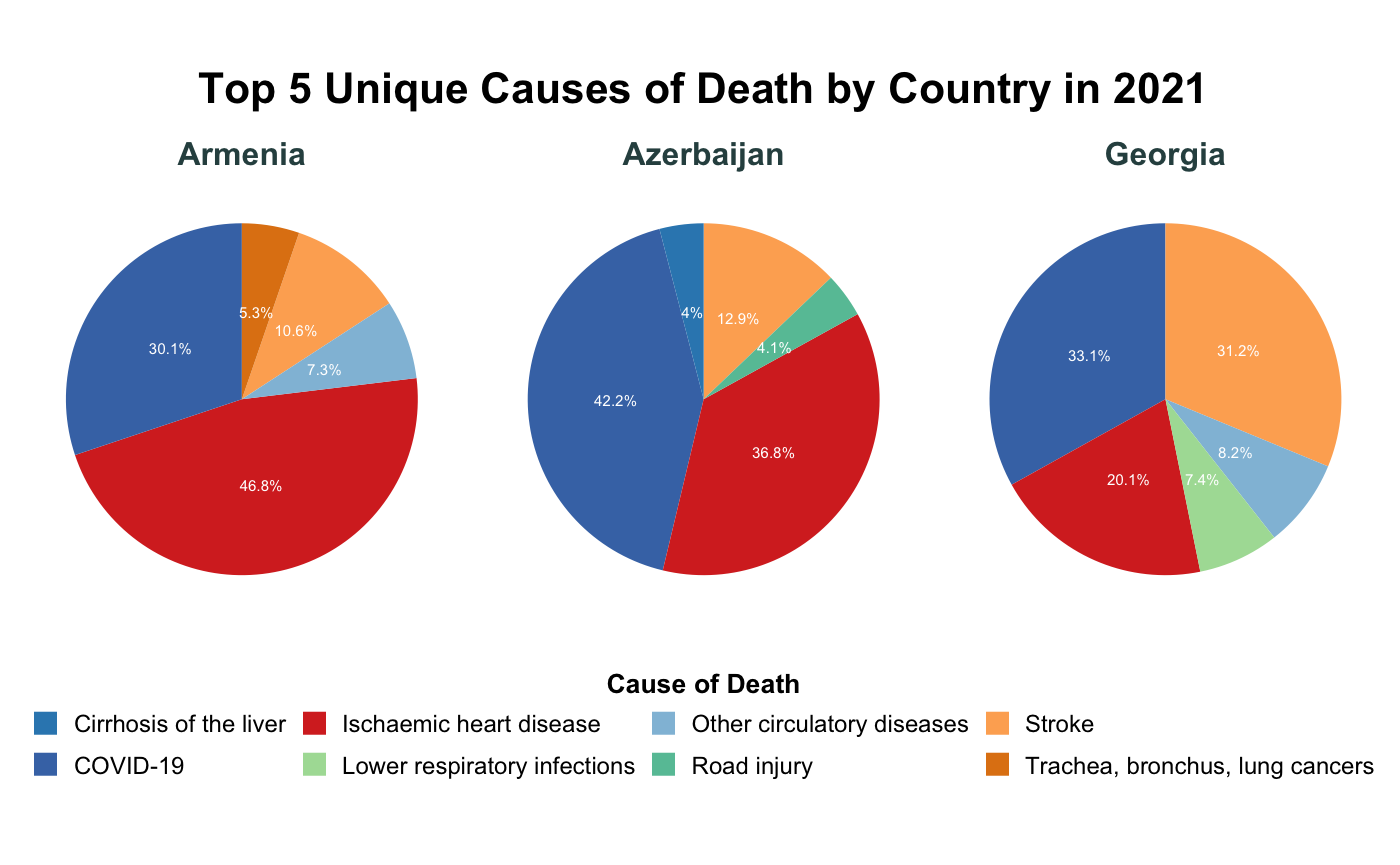 Top 5 Unique Causes of Death by Country in 2021
Armenia
5.3%
10.6%
7.3%
46.8%
30.1%
Azerbaijan
4%
12.9%
4.1%
36.8%
42.2%
Georgia
31.2%
8.2%
7.4%
20.1%
33.1%
Cause of Death
Cirrhosis of the liver
Ischaemic heart disease
Other circulatory diseases
Stroke
COVID-19
Lower respiratory infections
Road injury
Trachea, bronchus, lung cancers